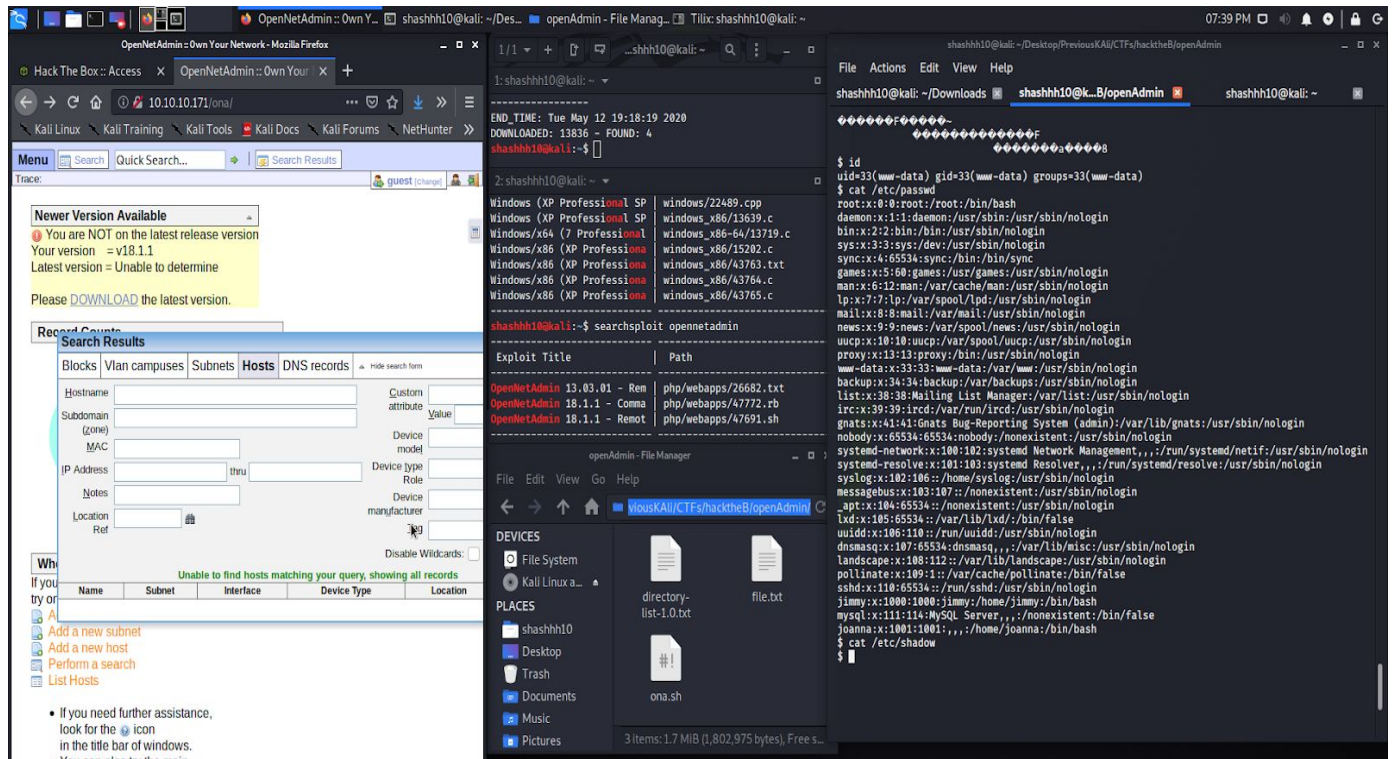 OpenNetAdmin :: 0wn Y...
shashhh10@kali: ~/Des...
openAdmin - File Manag...
Tilix: shashhh10@kali: ~
07:39 PM
OpenNetAdmin :: 0wn Your Network - Mozilla Firefox
Hack The Box :: Access X
OpenNetAdmin :: 0wn Your X +
10.10.10.171/ona/
Kali Linux Kali Training Kali Tools Kali Docs Kali Forums NetHunter »
Menu Search Quick Search... Search Results
Trace:
guest [Change]
Newer Version Available
You are NOT on the latest release version
Your version = v18.1.1
Latest version = Unable to determine
Please DOWNLOAD the latest version.
Record Counts
Search Results
Blocks Vlan campuses Subnets Hosts DNS records Hide search form
Hostname
Subdomain
(zone)
MAC
IP Address thru
Notes
Location
Ref
Custom
attribute Value
Device
model
Device type
Role
Device
manufacturer
Disable Wildcards:
Unable to find hosts matching your query, showing all records
Name Subnet Interface Device Type Location
If you
try or
Add a new subnet
Add a new host
Perform a search
List Hosts
• If you need further assistance,
look for the icon
in the title bar of windows.
1/1 + ...shhh10@kali: ~
1: shashhh10@kali: ~
-----------------
END_TIME: Tue May 12 19:18:19 2020
DOWNLOADED: 13836 - FOUND: 4
shashhh10@kali:~$
2: shashhh10@kali: ~
Windows (XP Professional SP | windows/22489.cpp
Windows (XP Professional SP | windows_x86/13639.c
Windows/x64 (7 Professional | windows_x86-64/13719.c
Windows/x86 (XP Professiona | windows_x86/15202.c
Windows/x86 (XP Professiona | windows_x86/43763.txt
Windows/x86 (XP Professiona | windows_x86/43764.c
Windows/x86 (XP Professiona | windows_x86/43765.c
shashhh10@kali:~$ searchsploit opennetadmin
Exploit Title | Path
OpenNetAdmin 13.03.01 - Rem | php/webapps/26682.txt
OpenNetAdmin 18.1.1 - Comma | php/webapps/47772.rb
OpenNetAdmin 18.1.1 - Remot | php/webapps/47691.sh
openAdmin - File Manager
File Edit View Go Help
viousKAli/CTFs/hacktheB/openAdmin/
DEVICES
File System
Kali Linux a...
PLACES
shashhh10
Desktop
Trash
Documents
Music
Pictures
directory-
list-1.0.txt
file.txt
ona.sh
3 items: 1.7 MiB (1,802,975 bytes), Free s...
shashhh10@kali: ~/Desktop/PreviousKAli/CTFs/hacktheB/openAdmin
File Actions Edit View Help
shashhh10@kali: ~/Downloads
shashhh10@k...B/openAdmin
shashhh10@kali: ~
������F�����~
���������������F
�������a����8
$ id
uid=33(www-data) gid=33(www-data) groups=33(www-data)
$ cat /etc/passwd
root:x:0:0:root:/root:/bin/bash
daemon:x:1:1:daemon:/usr/sbin:/usr/sbin/nologin
bin:x:2:2:bin:/bin:/usr/sbin/nologin
sys:x:3:3:sys:/dev:/usr/sbin/nologin
sync:x:4:65534:sync:/bin:/bin/sync
games:x:5:60:games:/usr/games:/usr/sbin/nologin
man:x:6:12:man:/var/cache/man:/usr/sbin/nologin
lp:x:7:7:lp:/var/spool/lpd:/usr/sbin/nologin
mail:x:8:8:mail:/var/mail:/usr/sbin/nologin
news:x:9:9:news:/var/spool/news:/usr/sbin/nologin
uucp:x:10:10:uucp:/var/spool/uucp:/usr/sbin/nologin
proxy:x:13:13:proxy:/bin:/usr/sbin/nologin
www-data:x:33:33:www-data:/var/www:/usr/sbin/nologin
backup:x:34:34:backup:/var/backups:/usr/sbin/nologin
list:x:38:38:Mailing List Manager:/var/list:/usr/sbin/nologin
irc:x:39:39:ircd:/var/run/ircd:/usr/sbin/nologin
gnats:x:41:41:Gnats Bug-Reporting System (admin):/var/lib/gnats:/usr/sbin/nologin
nobody:x:65534:65534:nobody:/nonexistent:/usr/sbin/nologin
systemd-network:x:100:102:systemd Network Management,,,:/run/systemd/netif:/usr/sbin/nologin
systemd-resolve:x:101:103:systemd Resolver,,,:/run/systemd/resolve:/usr/sbin/nologin
syslog:x:102:106::/home/syslog:/usr/sbin/nologin
messagebus:x:103:107::/nonexistent:/usr/sbin/nologin
_apt:x:104:65534::/nonexistent:/usr/sbin/nologin
lxd:x:105:65534::/var/lib/lxd/:/bin/false
uuidd:x:106:110::/run/uuidd:/usr/sbin/nologin
dnsmasq:x:107:65534:dnsmasq,,,:/var/lib/misc:/usr/sbin/nologin
landscape:x:108:112::/var/lib/landscape:/usr/sbin/nologin
pollinate:x:109:1::/var/cache/pollinate:/bin/false
sshd:x:110:65534::/run/sshd:/usr/sbin/nologin
jimmy:x:1000:1000:jimmy:/home/jimmy:/bin/bash
mysql:x:111:114:MySQL Server,,,:/nonexistent:/bin/false
joanna:x:1001:1001:,,,:/home/joanna:/bin/bash
$ cat /etc/shadow
$